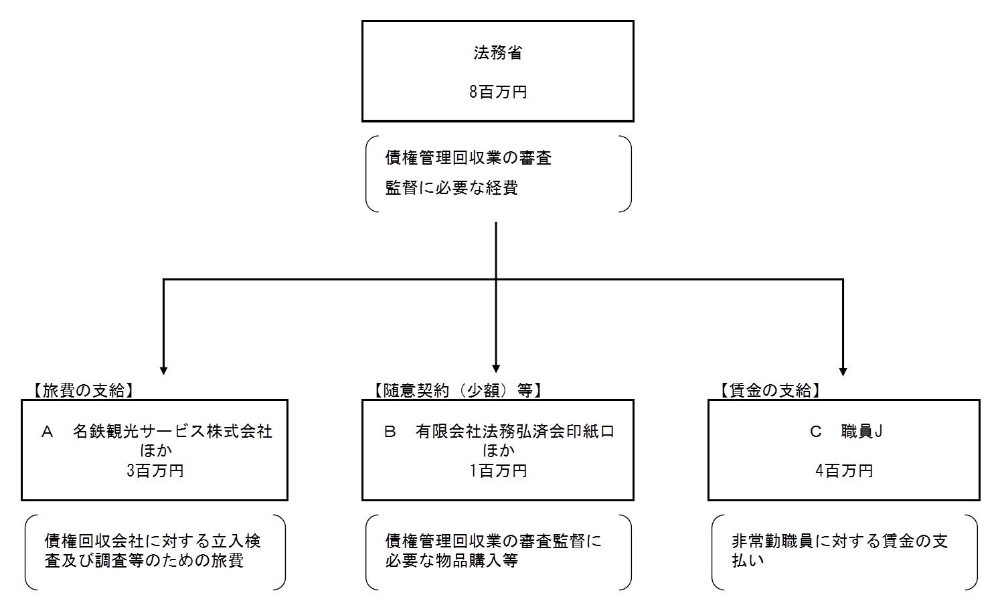 法務省
8百万円
債権管理回収業の審査
監督に必要な経費
【旅費の支給】
A　名鉄観光サービス株式会社
ほか
3百万円
債権回収会社に対する立入検
査及び調査等のための旅費
【随意契約（少額）等】
B　有限会社法務弘済会印紙口
ほか
1百万円
債権管理回収業の審査監督に
必要な物品購入等
【賃金の支給】
C　職員J
4百万円
非常勤職員に対する賃金の支
払い